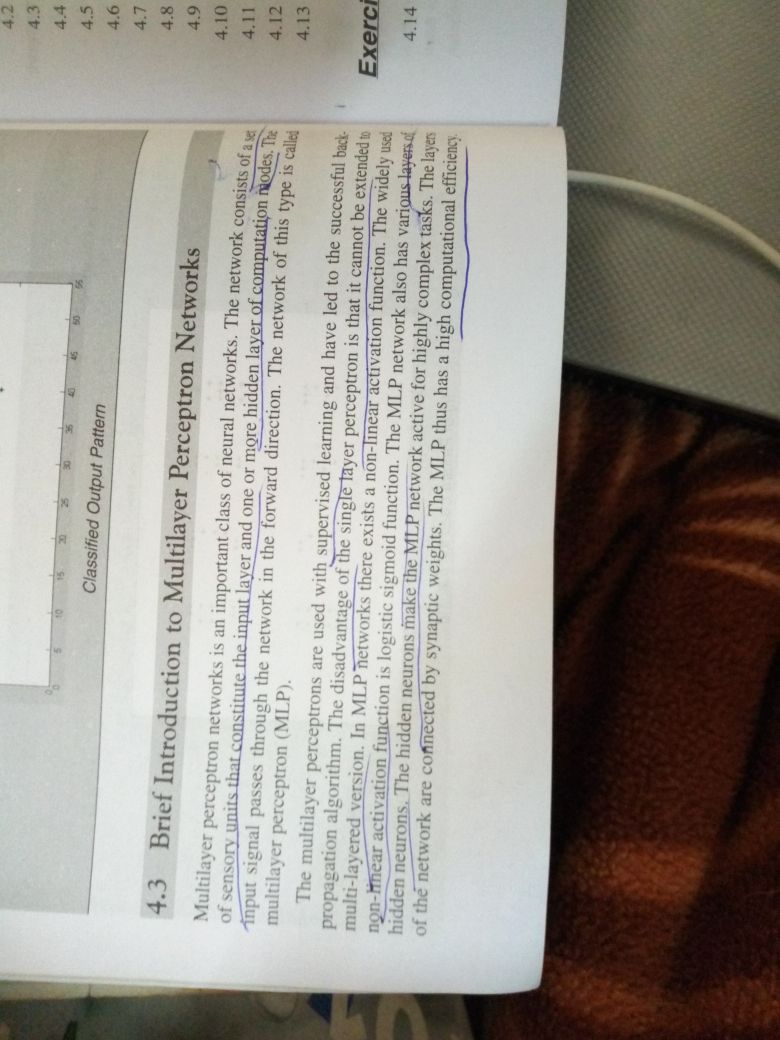 0
0 5 10 15 20 25 30 35 40 45 50 55
Classified Output Pattern
4.3 Brief Introduction to Multilayer Perceptron Networks
Multilayer perceptron networks is an important class of neural networks. The network consists of a set
of sensory units that constitute the input layer and one or more hidden layer of computation modes. The
input signal passes through the network in the forward direction. The network of this type is called
multilayer perceptron (MLP).
The multilayer perceptrons are used with supervised learning and have led to the successful back-
propagation algorithm. The disadvantage of the single layer perceptron is that it cannot be extended to
multi-layered version. In MLP networks there exists a non-linear activation function. The widely used
non-linear activation function is logistic sigmoid function. The MLP network also has various layers of
hidden neurons. The hidden neurons make the MLP network active for highly complex tasks. The layers
of the network are connected by synaptic weights. The MLP thus has a high computational efficiency.
4.2
4.3
4.4
4.5
4.6
4.7
4.8
4.9
4.10
4.11
4.12
4.13
Exerci
4.14